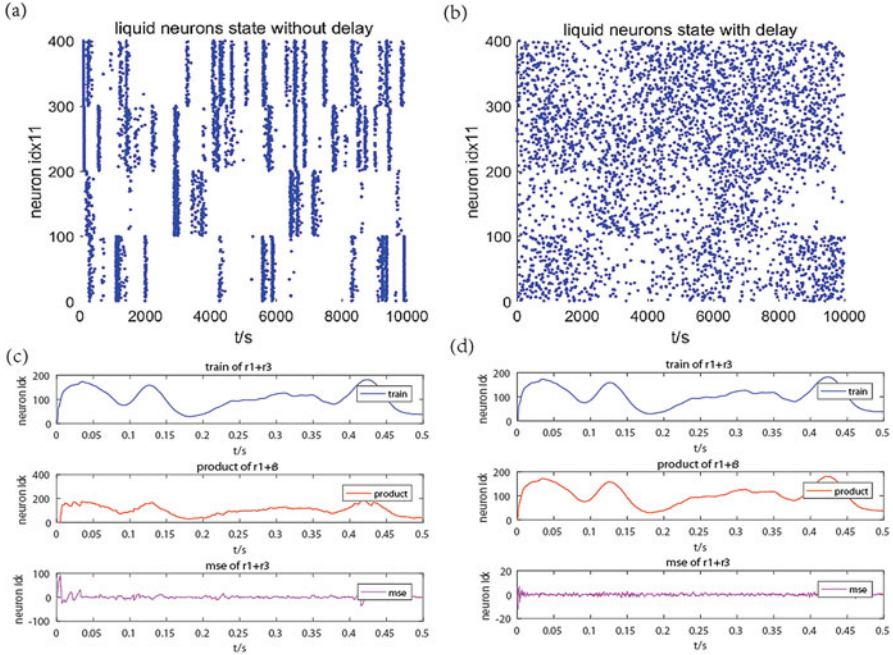 (a)
liquid neurons state without delay
400
300
200
100
0
neuron idx11
0 2000 4000 6000 8000 10000
t/s
(b)
liquid neurons state with delay
400
300
200
100
0
neuron idx11
0 2000 4000 6000 8000 10000
t/s
(c)
train of r1+r3
200
100
0
neuron Idk
train
0 0.05 0.1 0.15 0.2 0.25 0.3 0.35 0.4 0.45 0.5
t/s
product of r1+8
400
200
0
neuron Idk
product
0 0.05 0.1 0.15 0.2 0.25 0.3 0.35 0.4 0.45 0.5
t/s
mse of r1+r3
100
0
-100
neuron Idk
mse
0 0.05 0.1 0.15 0.2 0.25 0.3 0.35 0.4 0.45 0.5
t/s
(d)
train of r1+r3
200
100
0
neuron Idk
train
0 0.05 0.1 0.15 0.2 0.25 0.3 0.35 0.4 0.45 0.5
t/s
product of r1+8
200
100
0
neuron Idk
product
0 0.05 0.1 0.15 0.2 0.25 0.3 0.35 0.4 0.45 0.5
t/s
mse of r1+r3
20
0
-20
neuron Idk
mse
0 0.05 0.1 0.15 0.2 0.25 0.3 0.35 0.4 0.45 0.5
t/s